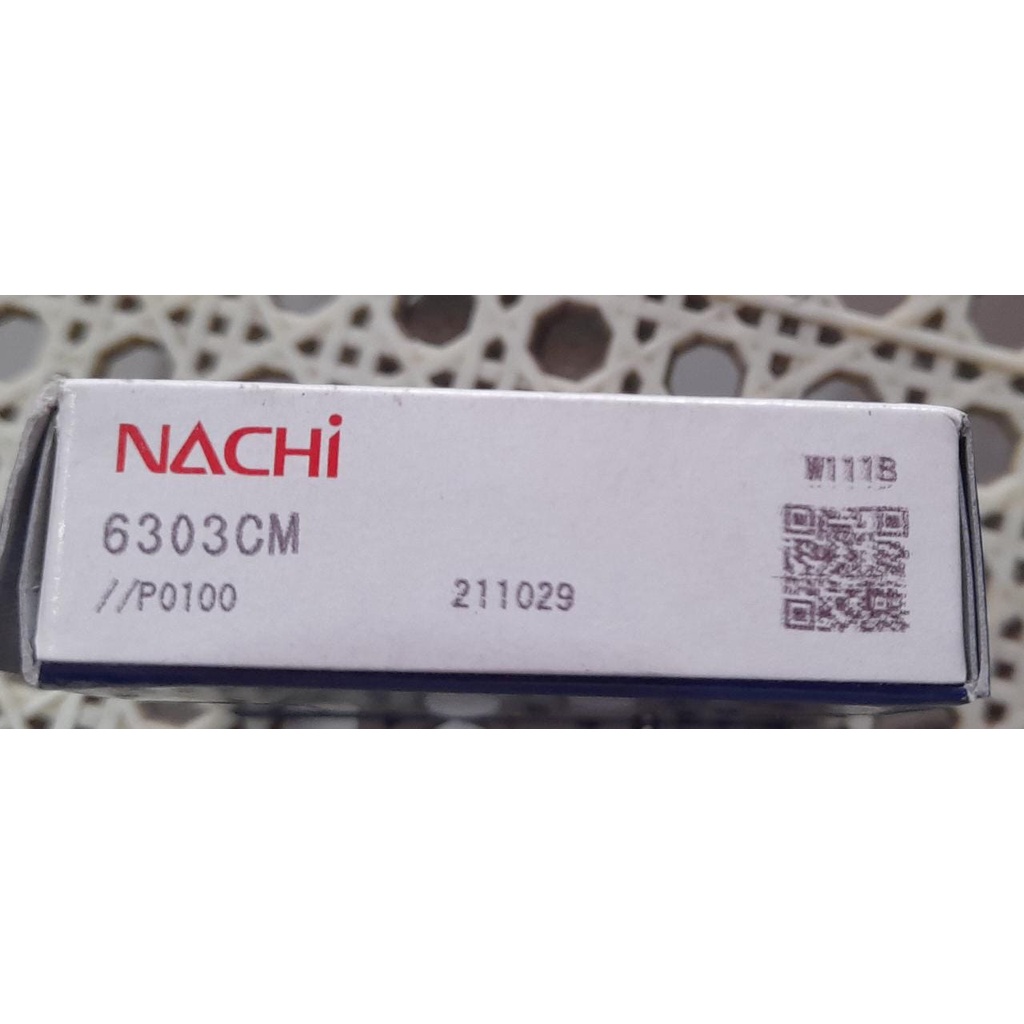 NACHi
W111B
6303CM
//P0100
211029